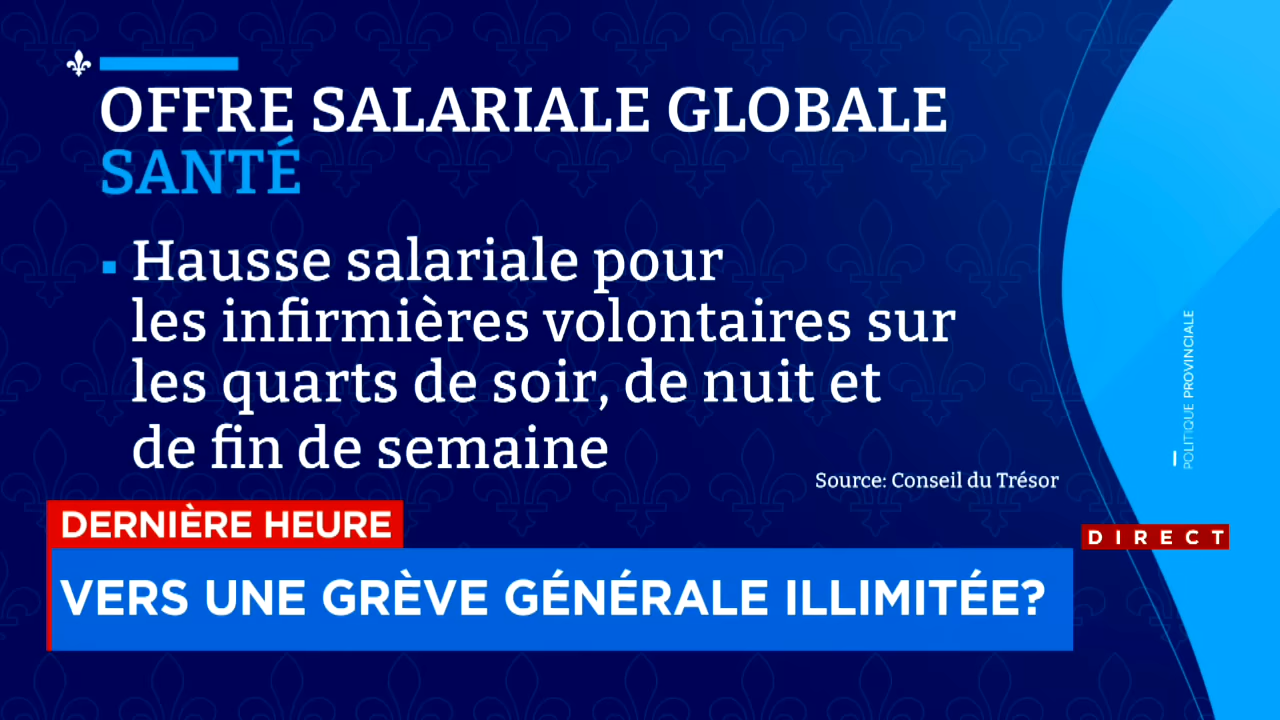 OFFRE SALARIALE GLOBALE
SANTÉ
▪ Hausse salariale pour
les infirmières volontaires sur
les quarts de soir, de nuit et
de fin de semaine
Source: Conseil du Trésor
POLITIQUE PROVINCIALE
DERNIÈRE HEURE
DIRECT
VERS UNE GRÈVE GÉNÉRALE ILLIMITÉE?